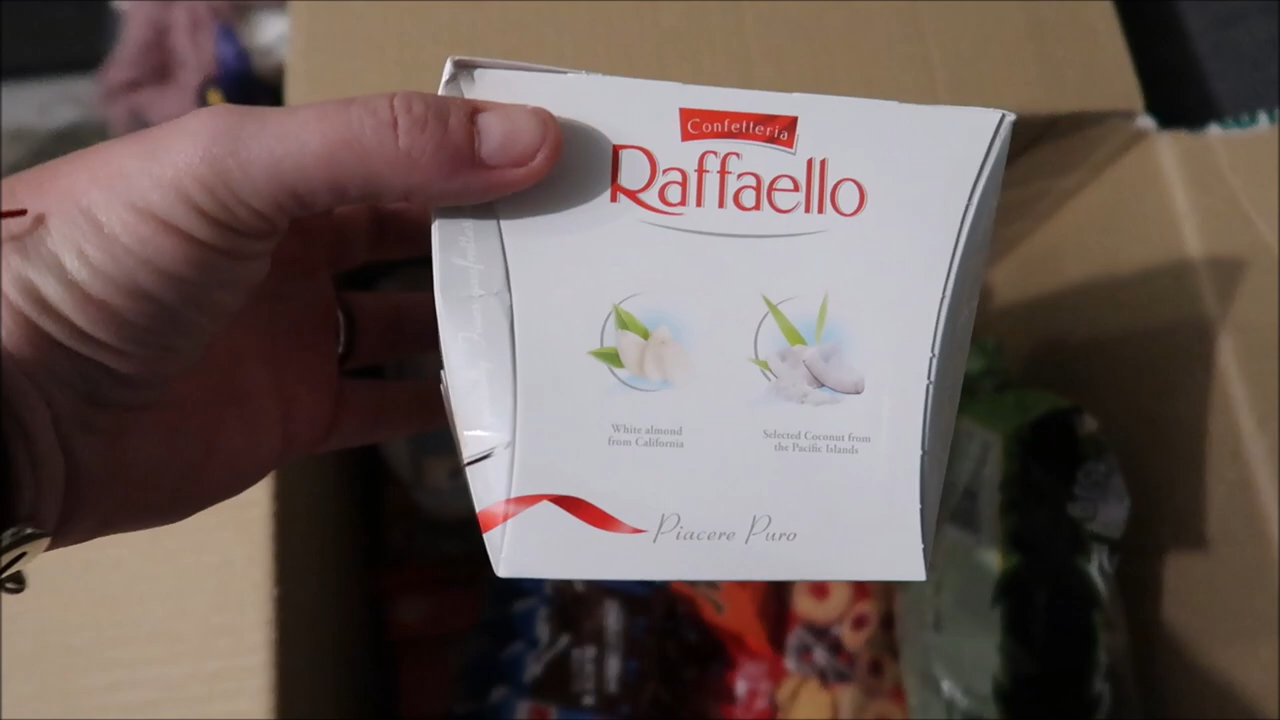 Confetteria
Raffaello
White almond
from California
Selected Coconut from
the Pacific Islands
Piacere Puro